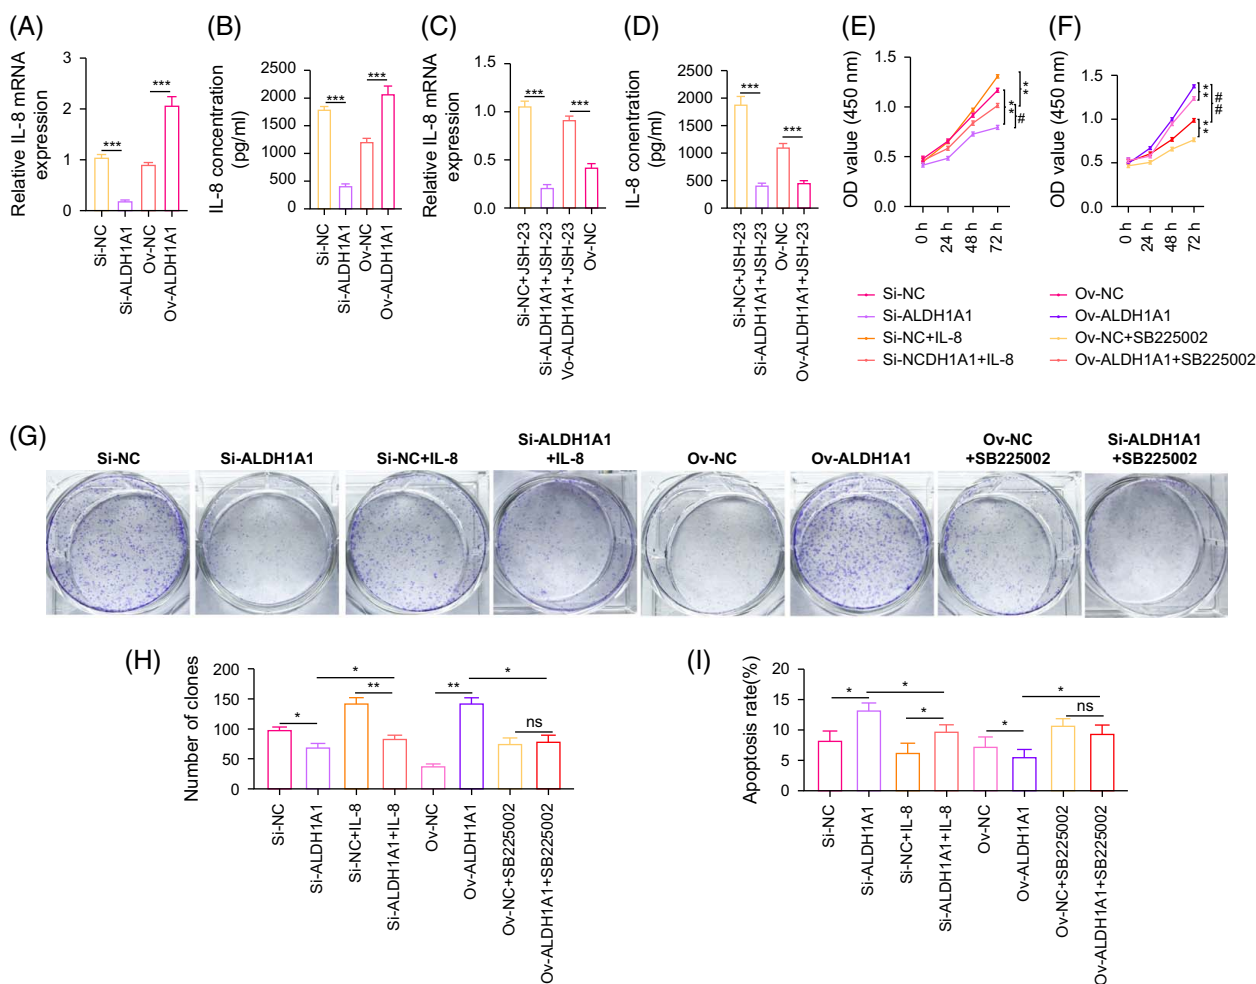 (A)
Relative IL-8 mRNA
expression
3
2
1
0
***
***
Si-NC
Si-ALDH1A1
Ov-NC
Ov-ALDH1A1
(B)
IL-8 concentration
(pg/ml)
2500
2000
1500
1000
500
0
***
***
Si-NC
Si-ALDH1A1
Ov-NC
Ov-ALDH1A1
(C)
Relative IL-8 mRNA
expression
1.5
1.0
0.5
0.0
***
***
Si-NC+JSH-23
Si-ALDH1A1+JSH-23
Vo-ALDH1A1+JSH-23
Ov-NC
(D)
IL-8 conentration
(pg/ml)
2500
2000
1500
1000
500
0
***
***
Si-NC+JSH-23
Si-ALDH1A1+JSH-23
Ov-NC
Ov-ALDH1A1+JSH-23
(E)
OD value (450 nm)
1.5
1.0
0.5
0.0
0 h
24 h
48 h
72 h
**
**
#
Si-NC
Si-ALDH1A1
Si-NC+IL-8
Si-NCDH1A1+IL-8
(F)
OD value (450 nm)
1.5
1.0
0.5
0.0
0 h
24 h
48 h
72 h
**
##
**
Ov-NC
Ov-ALDH1A1
Ov-NC+SB225002
Ov-ALDH1A1+SB225002
(G)
Si-NC
Si-ALDH1A1
Si-NC+IL-8
Si-ALDH1A1
+IL-8
Ov-NC
Ov-ALDH1A1
Ov-NC
+SB225002
Si-ALDH1A1
+SB225002
(H)
Number of clones
200
150
100
50
0
*
*
**
**
*
ns
Si-NC
Si-ALDH1A1
Si-NC+IL-8
Si-ALDH1A1+IL-8
Ov-NC
Ov-ALDH1A1
Ov-NC+SB225002
Ov-ALDH1A1+SB225002
(I)
Apoptosis rate(%)
20
15
10
5
0
*
*
*
*
*
ns
Si-NC
Si-ALDH1A1
Si-NC+IL-8
Si-ALDH1A1+IL-8
Ov-NC
Ov-ALDH1A1
Ov-NC+SB225002
Ov-ALDH1A1+SB225002